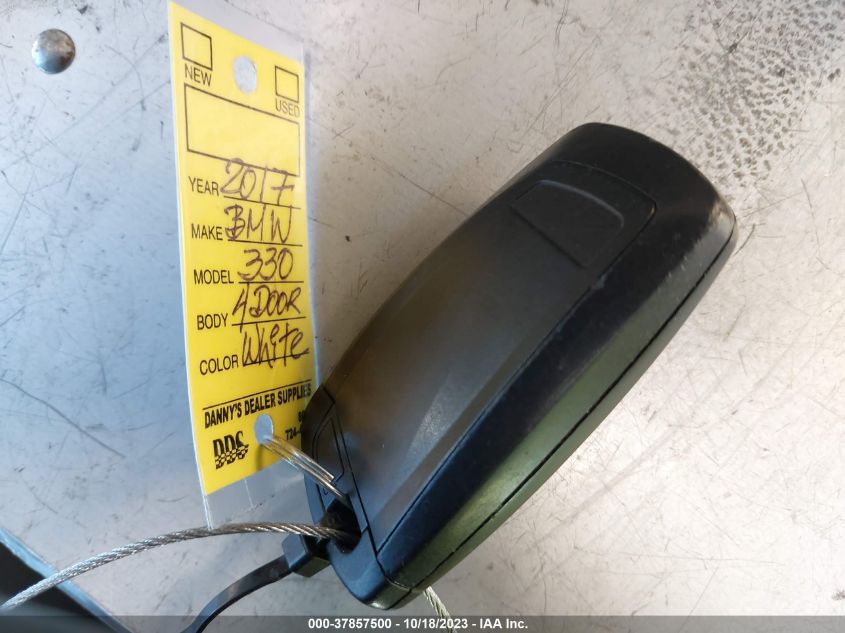 NEW
USED
YEAR 2017
MAKE BMW
MODEL 330
BODY 4DOOR
COLOR White
DANNY'S DEALER SUPPLIES
DDS
000-37857500 - 10/18/2023 - IAA Inc.